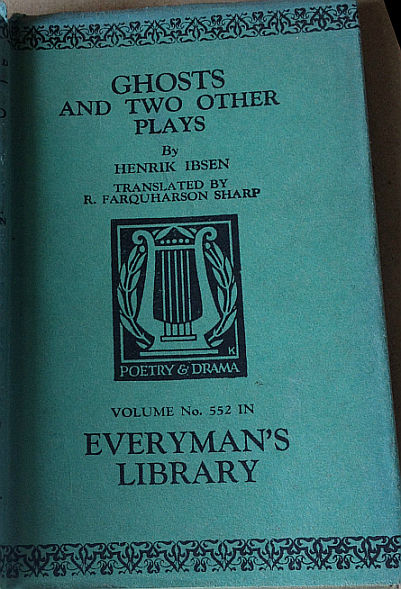 GHOSTS
AND TWO OTHER
PLAYS
By
HENRIK IBSEN
TRANSLATED BY
R. FARQUHARSON SHARP
K
POETRY & DRAMA
VOLUME No. 552 IN
EVERYMAN'S
LIBRARY